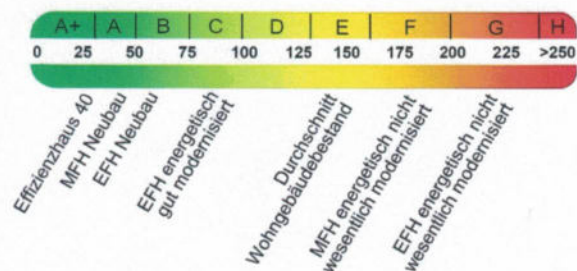 A+ A B C D E F G H
0 25 50 75 100 125 150 175 200 225 >250
Effizienzhaus 40
MFH Neubau
EFH Neubau
EFH energetisch
gut modernisiert
Durchschnitt
Wohngebäudebestand
MFH energetisch nicht
wesentlich modernisiert
EFH energetisch nicht
wesentlich modernisiert